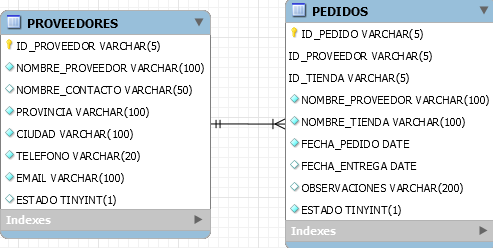 PROVEEDORES
ID_PROVEEDOR VARCHAR(5)
NOMBRE_PROVEEDOR VARCHAR(100)
NOMBRE_CONTACTO VARCHAR(50)
PROVINCIA VARCHAR(100)
CIUDAD VARCHAR(100)
TELEFONO VARCHAR(20)
EMAIL VARCHAR(100)
ESTADO TINYINT(1)
Indexes
PEDIDOS
ID_PEDIDO VARCHAR(5)
ID_PROVEEDOR VARCHAR(5)
ID_TIENDA VARCHAR(5)
NOMBRE_PROVEEDOR VARCHAR(100)
NOMBRE_TIENDA VARCHAR(100)
FECHA_PEDIDO DATE
FECHA_ENTREGA DATE
OBSERVACIONES VARCHAR(200)
ESTADO TINYINT(1)
Indexes